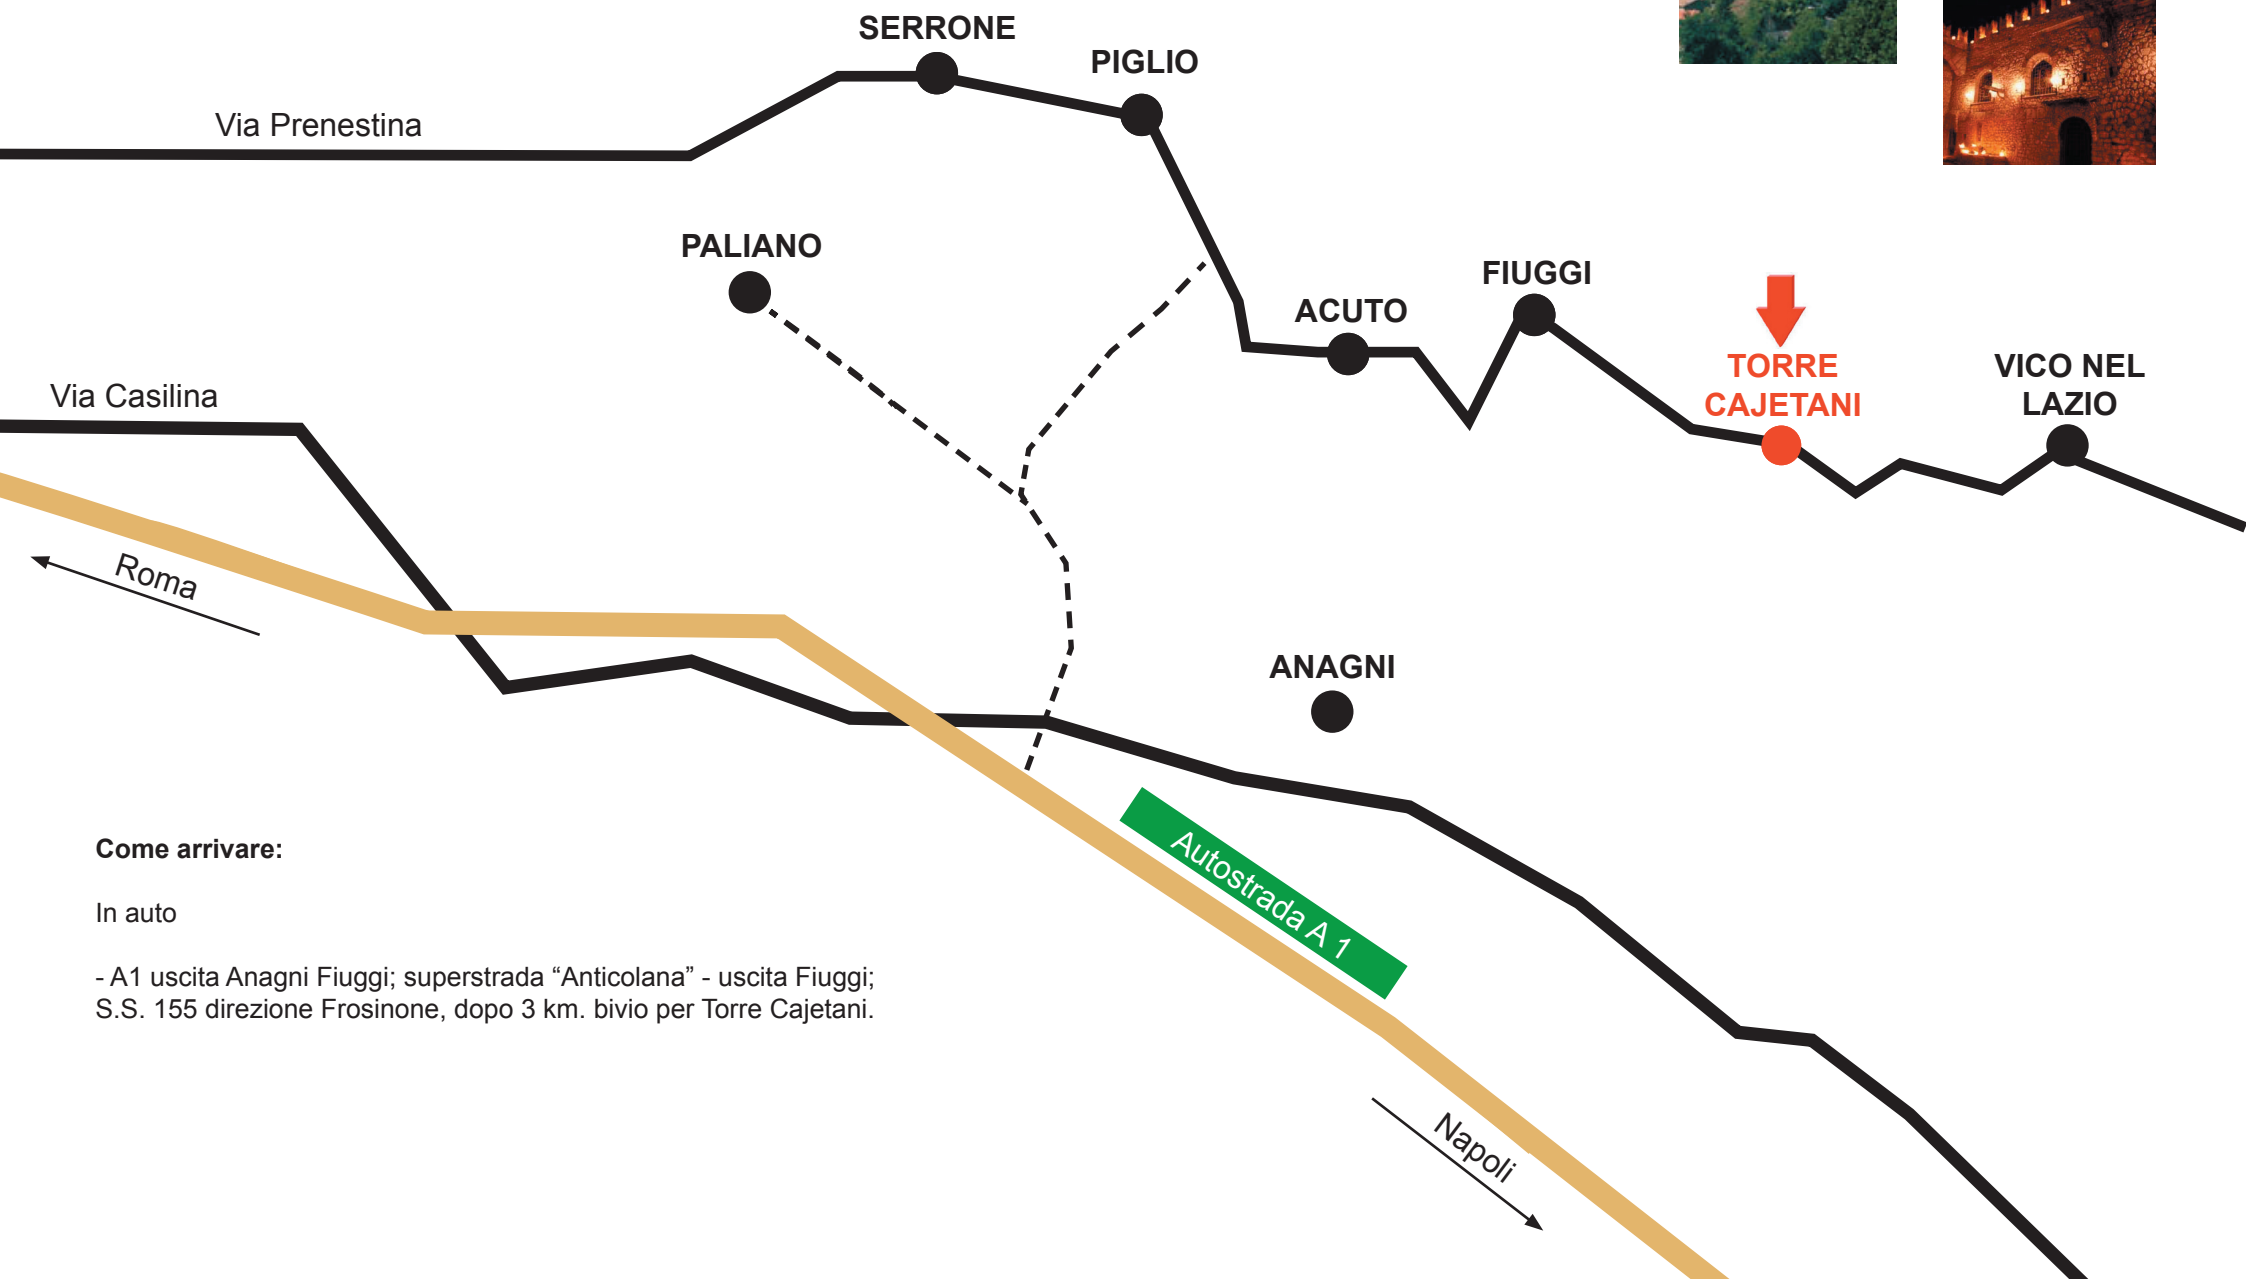 SERRONE
PIGLIO
Via Prenestina
PALIANO
FIUGGI
ACUTO
TORRE
CAJETANI
VICO NEL
LAZIO
Via Casilina
Roma
ANAGNI
Autostrada A 1
Come arrivare:
In auto
- A1 uscita Anagni Fiuggi; superstrada “Anticolana” - uscita Fiuggi;
S.S. 155 direzione Frosinone, dopo 3 km. bivio per Torre Cajetani.
Napoli